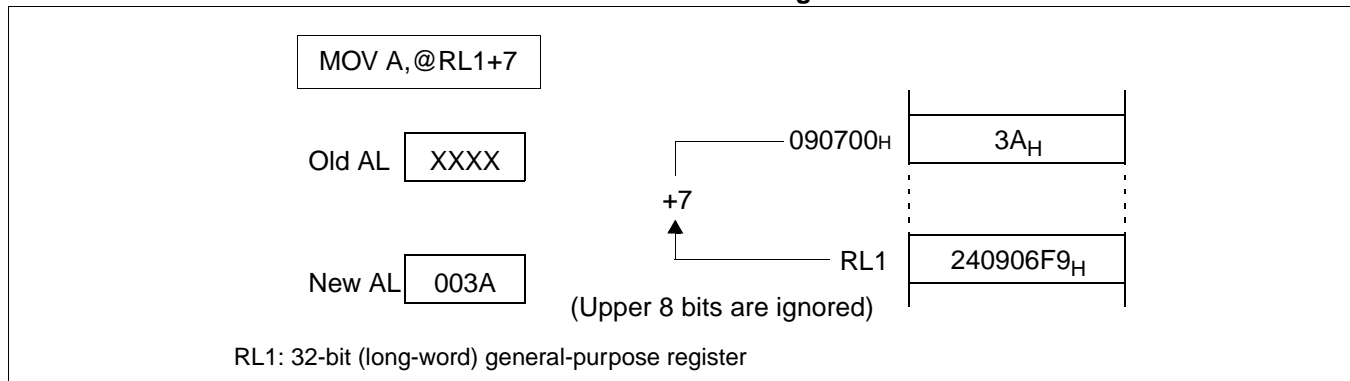 MOV A,@RL1+7
090700H 3AH
Old AL XXXX
+7
RL1 240906F9H
New AL 003A
(Upper 8 bits are ignored)
RL1: 32-bit (long-word) general-purpose register